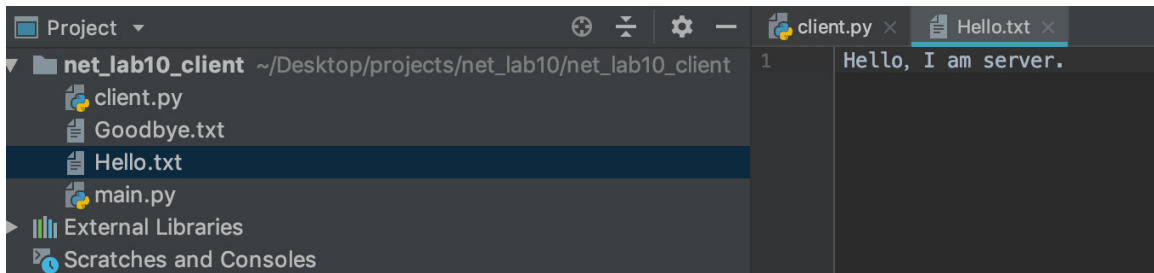 Project
net_lab10_client ~/Desktop/projects/net_lab10/net_lab10_client
client.py
Goodbye.txt
Hello.txt
main.py
External Libraries
Scratches and Consoles
client.py
Hello.txt
1 Hello, I am server.